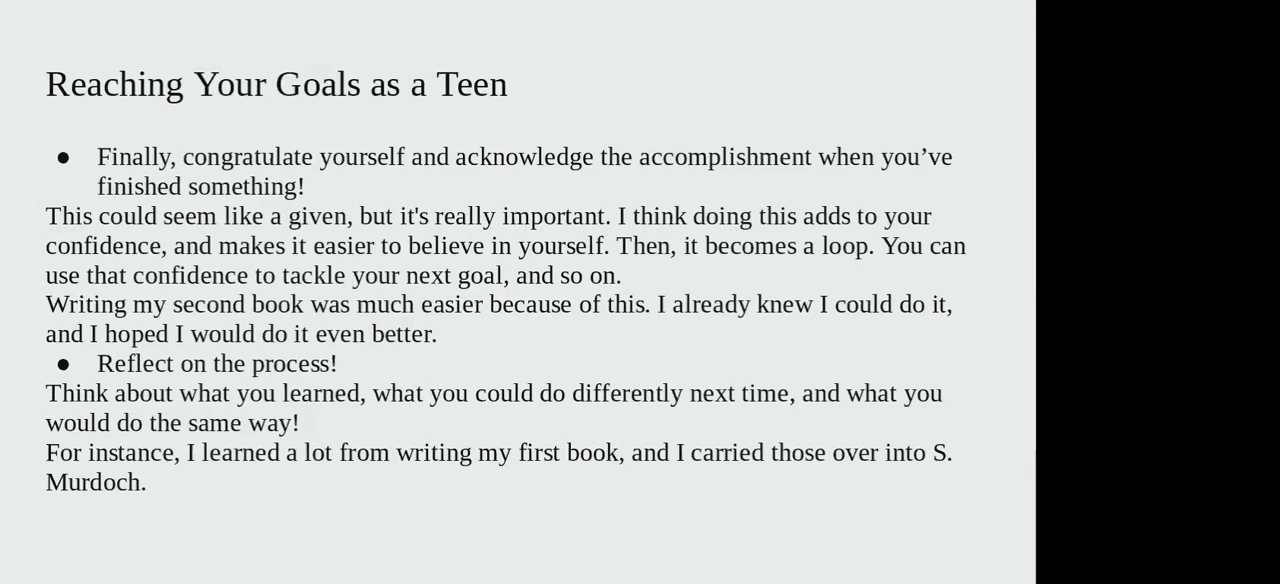 Reaching Your Goals as a Teen
● Finally, congratulate yourself and acknowledge the accomplishment when you’ve
finished something!
This could seem like a given, but it's really important. I think doing this adds to your
confidence, and makes it easier to believe in yourself. Then, it becomes a loop. You can
use that confidence to tackle your next goal, and so on.
Writing my second book was much easier because of this. I already knew I could do it,
and I hoped I would do it even better.
● Reflect on the process!
Think about what you learned, what you could do differently next time, and what you
would do the same way!
For instance, I learned a lot from writing my first book, and I carried those over into S.
Murdoch.